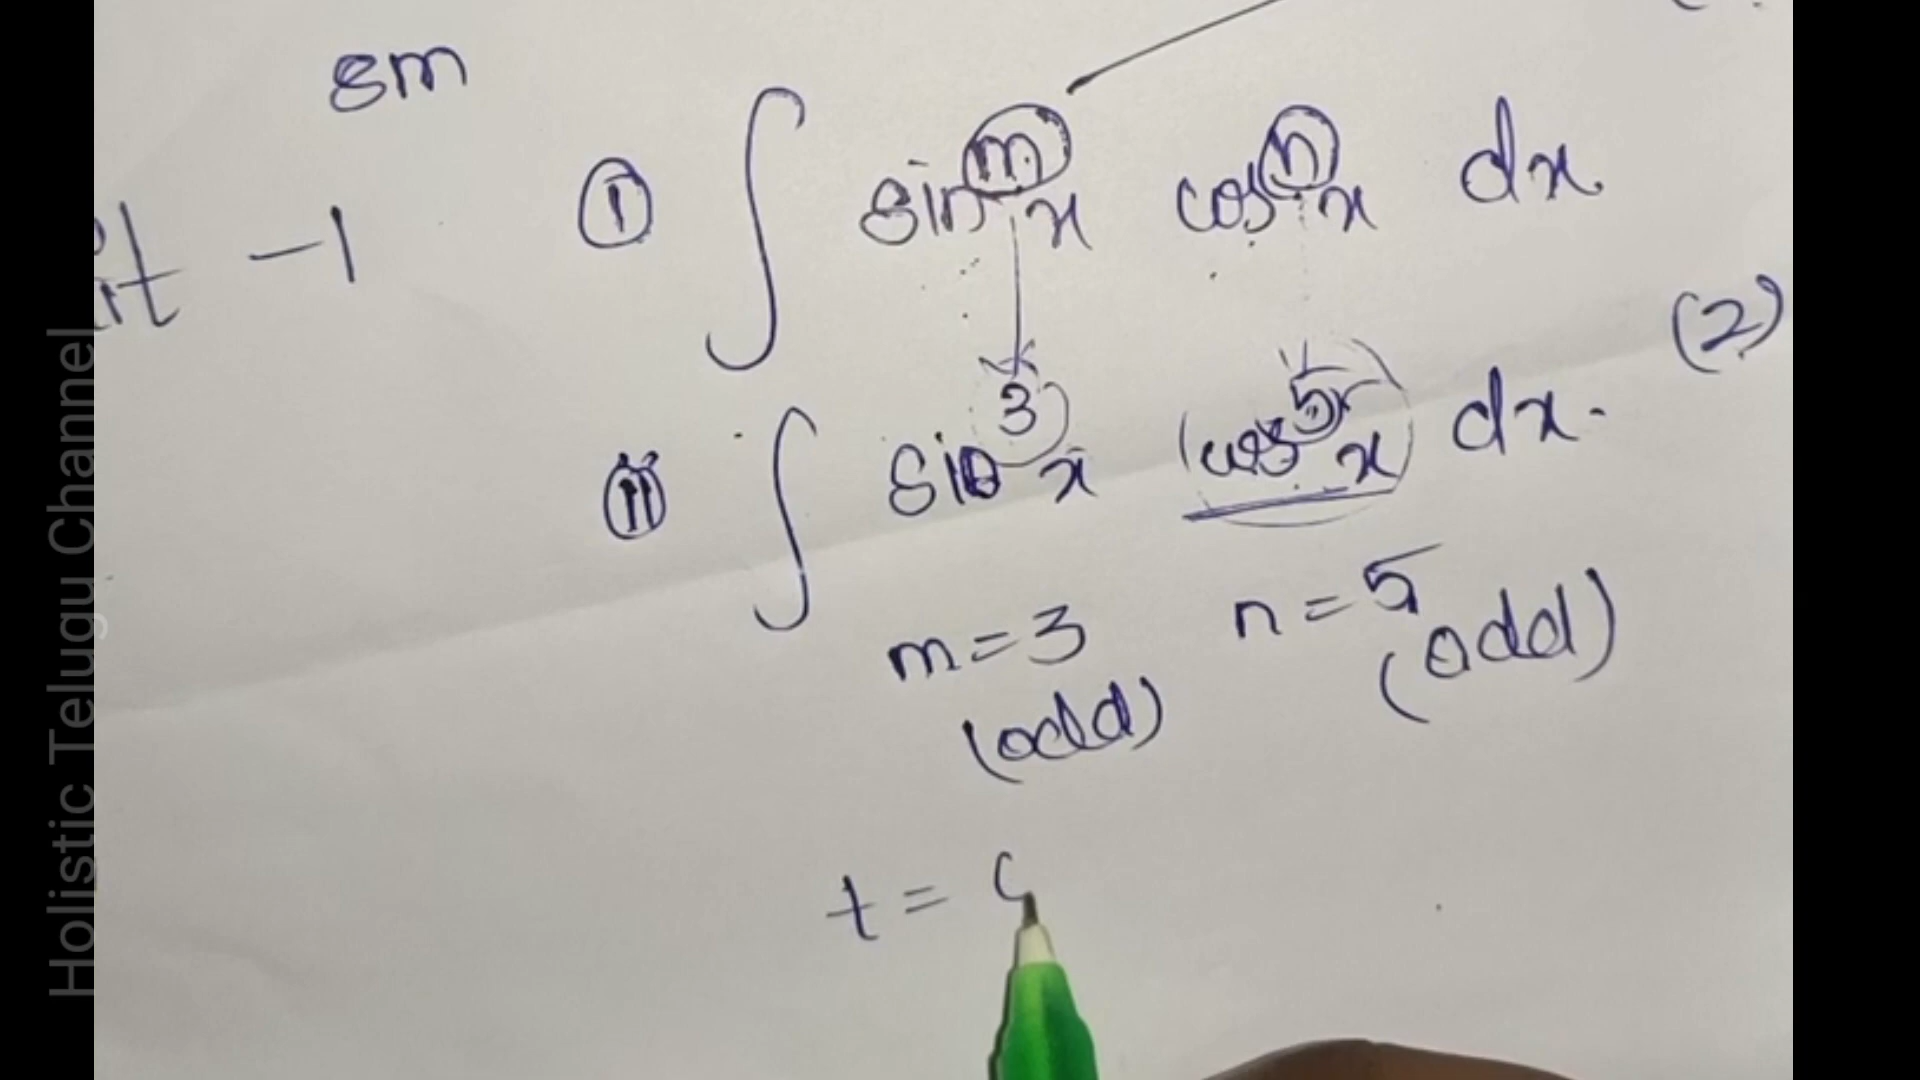 8m
it -1
① ∫ sin^m x cos^n x dx
(2)
ⅱ ∫ sin^3 x cos^5 x dx.
m=3 n=5
(odd) (odd)
t =
Holistic Telugu Channel